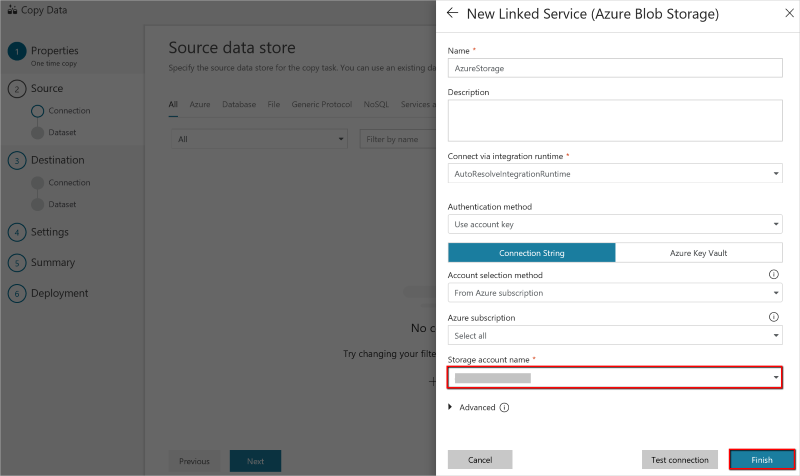 Copy Data
1 Properties
One time copy
2 Source
Connection
Dataset
3 Destination
Connection
Dataset
4 Settings
5 Summary
6 Deployment
Source data store
Specify the source data store for the copy task. You can use an existing da
All Azure Database File Generic Protocol NoSQL Services a
All Filter by name
No c
Try changing your filte
Previous Next
New Linked Service (Azure Blob Storage)
Name *
AzureStorage
Description
Connect via integration runtime *
AutoResolveIntegrationRuntime
Authentication method
Use account key
Connection String Azure Key Vault
Account selection method
From Azure subscription
Azure subscription
Select all
Storage account name *
Advanced
Cancel Test connection Finish